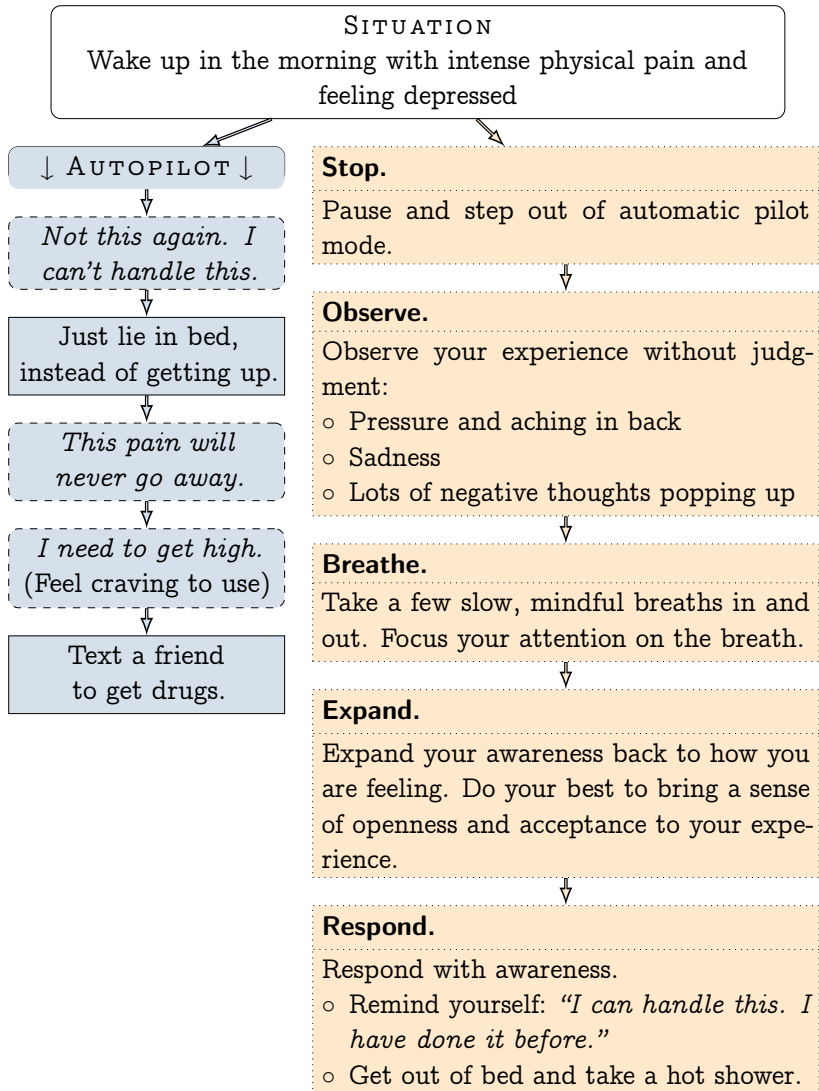 SITUATION
Wake up in the morning with intense physical pain and
feeling depressed
↓ AUTOPILOT ↓
Not this again. I
can't handle this.
Just lie in bed,
instead of getting up.
This pain will
never go away.
I need to get high.
(Feel craving to use)
Text a friend
to get drugs.
Stop.
Pause and step out of automatic pilot
mode.
Observe.
Observe your experience without judg-
ment:
○ Pressure and aching in back
○ Sadness
○ Lots of negative thoughts popping up
Breathe.
Take a few slow, mindful breaths in and
out. Focus your attention on the breath.
Expand.
Expand your awareness back to how you
are feeling. Do your best to bring a sense
of openness and acceptance to your expe-
rience.
Respond.
Respond with awareness.
○ Remind yourself: “I can handle this. I
have done it before.”
○ Get out of bed and take a hot shower.